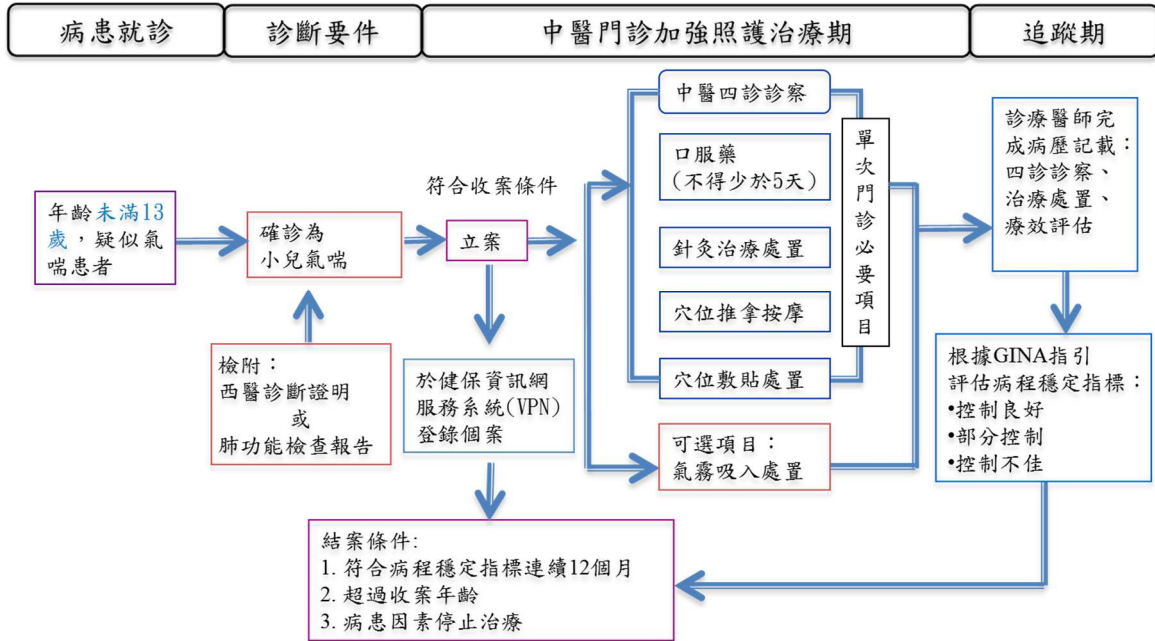 病患就診
診斷要件
中醫門診加強照護治療期
追蹤期
年齡未滿13
歲，疑似氣
喘患者
確診為
小兒氣喘
檢附：
西醫診斷證明
或
肺功能檢查報告
符合收案條件
立案
於健保資訊網
服務系統(VPN)
登錄個案
中醫四診診察
口服藥
(不得少於5天)
針灸治療處置
穴位推拿按摩
穴位敷貼處置
單次門診必要項目
可選項目：
氣霧吸入處置
診療醫師完
成病歷記載：
四診診察、
治療處置、
療效評估
根據GINA指引
評估病程穩定指標：
•控制良好
•部分控制
•控制不佳
結案條件:
1. 符合病程穩定指標連續12個月
2. 超過收案年齡
3. 病患因素停止治療